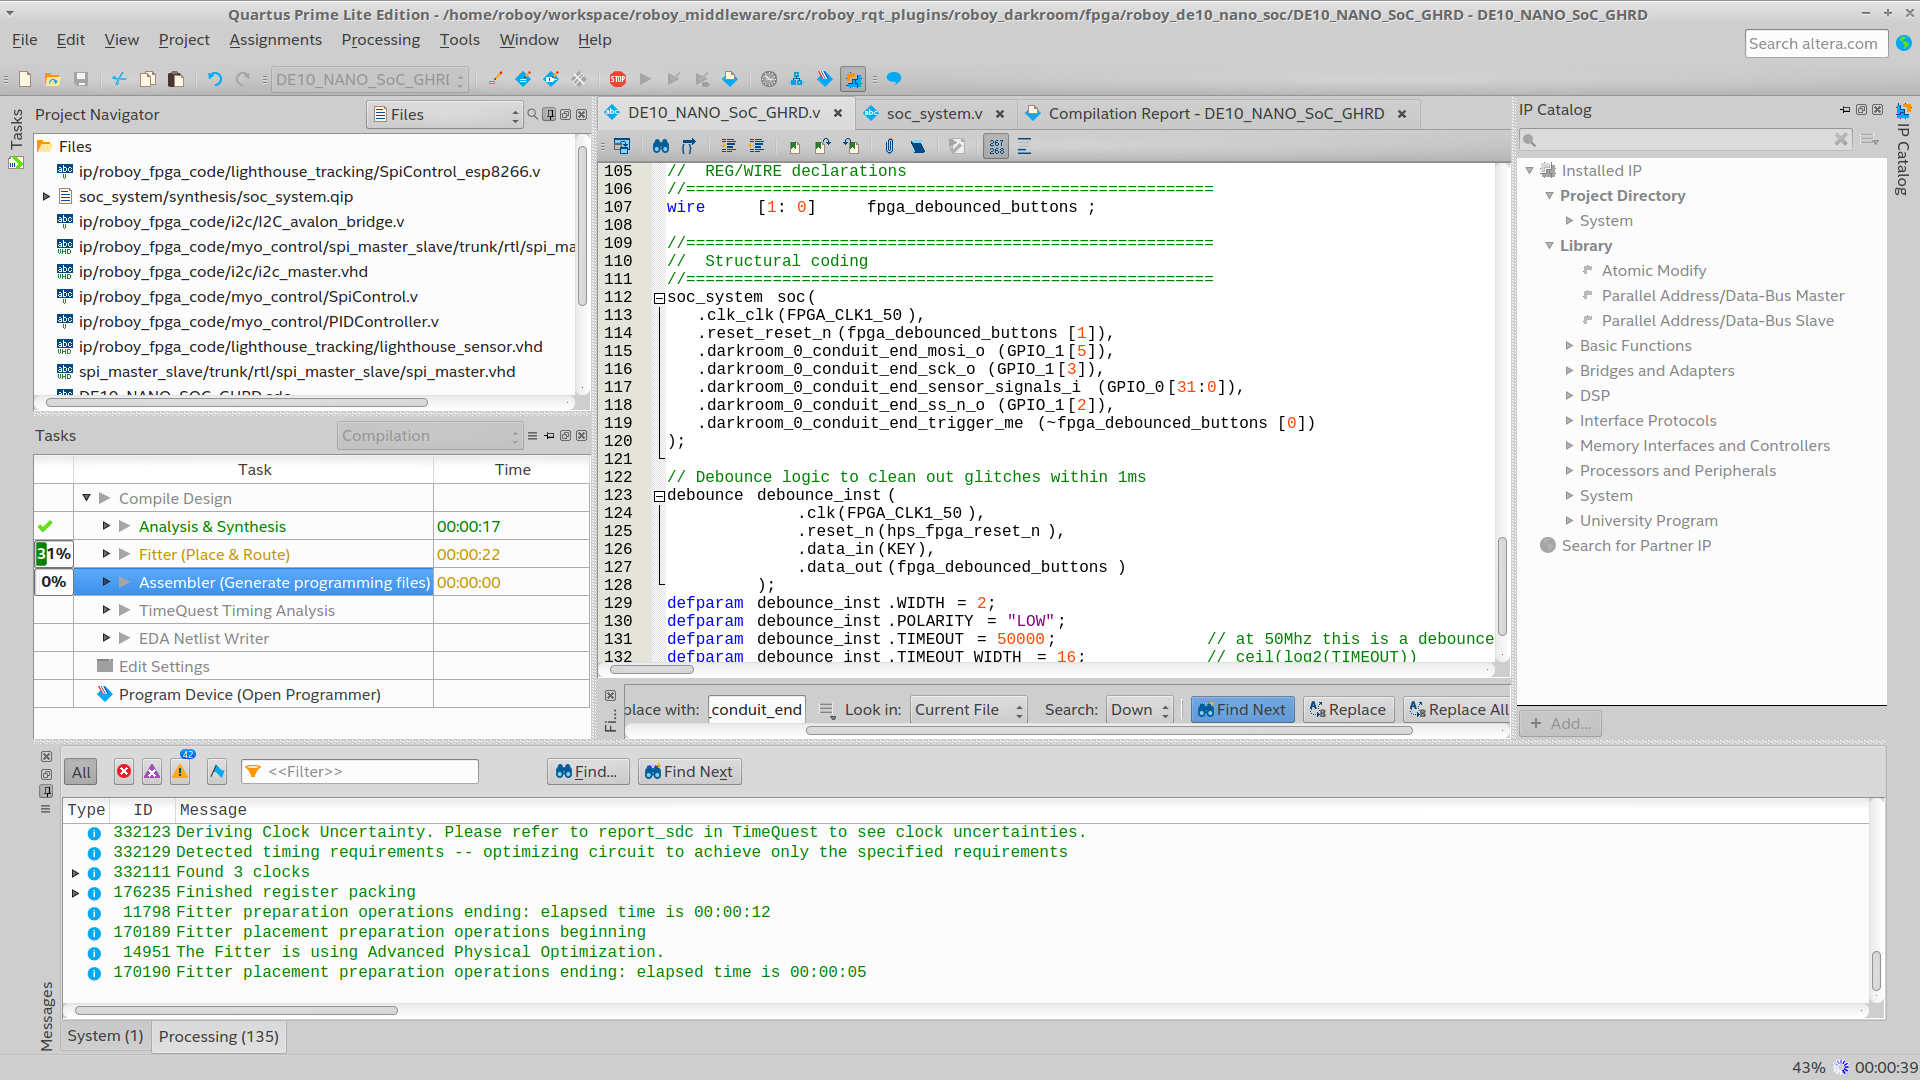 Quartus Prime Lite Edition - /home/roboy/workspace/roboy_middleware/src/roboy_rqt_plugins/roboy_darkroom/fpga/roboy_de10_nano_soc/DE10_NANO_SoC_GHRD - DE10_NANO_SoC_GHRD
File Edit View Project Assignments Processing Tools Window Help
Search altera.com
DE10_NANO_SoC_GHRD
STOP
Tasks
Project Navigator
Files
Files
ip/roboy_fpga_code/lighthouse_tracking/SpiControl_esp8266.v
soc_system/synthesis/soc_system.qip
ip/roboy_fpga_code/i2c/I2C_avalon_bridge.v
ip/roboy_fpga_code/myo_control/spi_master_slave/trunk/rtl/spi_ma
ip/roboy_fpga_code/i2c/i2c_master.vhd
ip/roboy_fpga_code/myo_control/SpiControl.v
ip/roboy_fpga_code/myo_control/PIDController.v
ip/roboy_fpga_code/lighthouse_tracking/lighthouse_sensor.vhd
spi_master_slave/trunk/rtl/spi_master_slave/spi_master.vhd
DE10_NANO_SOC_GHRD.sdc
Tasks
Compilation
Task Time
Compile Design
Analysis & Synthesis 00:00:17
31% Fitter (Place & Route) 00:00:22
0% Assembler (Generate programming files) 00:00:00
TimeQuest Timing Analysis
EDA Netlist Writer
Edit Settings
Program Device (Open Programmer)
DE10_NANO_SoC_GHRD.v
soc_system.v
Compilation Report - DE10_NANO_SoC_GHRD
267
268
105 // REG/WIRE declarations
106 //=======================================================
107 wire [1: 0] fpga_debounced_buttons ;
108
109 //=======================================================
110 // Structural coding
111 //=======================================================
112 soc_system soc(
113 .clk_clk(FPGA_CLK1_50 ),
114 .reset_reset_n(fpga_debounced_buttons [1]),
115 .darkroom_0_conduit_end_mosi_o (GPIO_1[5]),
116 .darkroom_0_conduit_end_sck_o (GPIO_1[3]),
117 .darkroom_0_conduit_end_sensor_signals_i (GPIO_0[31:0]),
118 .darkroom_0_conduit_end_ss_n_o (GPIO_1[2]),
119 .darkroom_0_conduit_end_trigger_me (~fpga_debounced_buttons [0])
120 );
121
122 // Debounce logic to clean out glitches within 1ms
123 debounce debounce_inst(
124 .clk(FPGA_CLK1_50 ),
125 .reset_n(hps_fpga_reset_n ),
126 .data_in(KEY),
127 .data_out(fpga_debounced_buttons )
128 );
129 defparam debounce_inst.WIDTH = 2;
130 defparam debounce_inst.POLARITY = "LOW";
131 defparam debounce_inst.TIMEOUT = 50000; // at 50Mhz this is a debounce
132 defparam debounce_inst.TIMEOUT_WIDTH = 16; // ceil(log2(TIMEOUT))
Fi...
place with: _conduit_end Look in: Current File Search: Down Find Next Replace Replace All
IP Catalog
IP Catalog
Installed IP
Project Directory
System
Library
Atomic Modify
Parallel Address/Data-Bus Master
Parallel Address/Data-Bus Slave
Basic Functions
Bridges and Adapters
DSP
Interface Protocols
Memory Interfaces and Controllers
Processors and Peripherals
System
University Program
Search for Partner IP
+ Add...
All 42 <<Filter>> Find... Find Next
Type ID Message
332123 Deriving Clock Uncertainty. Please refer to report_sdc in TimeQuest to see clock uncertainties.
332129 Detected timing requirements -- optimizing circuit to achieve only the specified requirements
332111 Found 3 clocks
176235 Finished register packing
11798 Fitter preparation operations ending: elapsed time is 00:00:12
170189 Fitter placement preparation operations beginning
14951 The Fitter is using Advanced Physical Optimization.
170190 Fitter placement preparation operations ending: elapsed time is 00:00:05
Messages
System (1) Processing (135)
43% 00:00:39